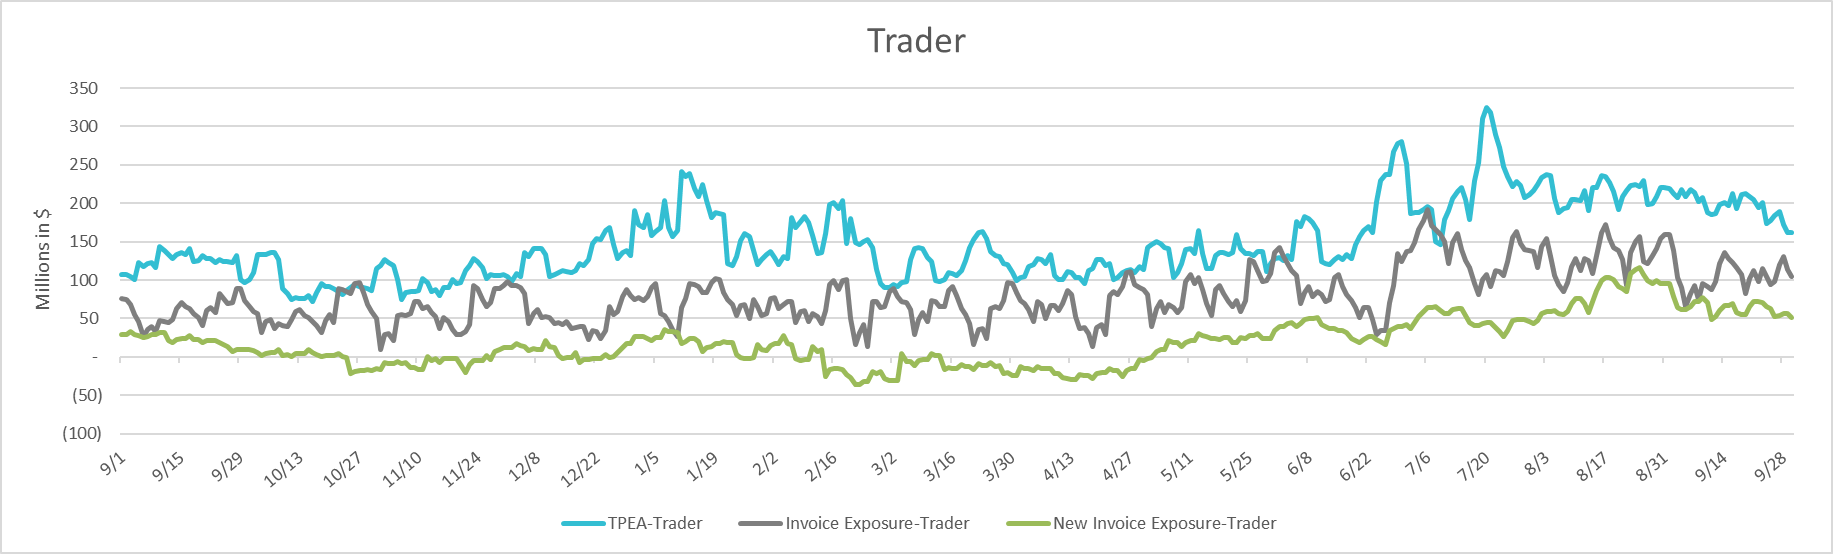 Trader
Millions in $
350
300
250
200
150
100
50
-
(50)
(100)
9/1 9/15 9/29 10/13 10/27 11/10 11/24 12/8 12/22 1/5 1/19 2/2 2/16 3/2 3/16 3/30 4/13 4/27 5/11 5/25 6/8 6/22 7/6 7/20 8/3 8/17 8/31 9/14 9/28
TPEA-Trader Invoice Exposure-Trader New Invoice Exposure-Trader